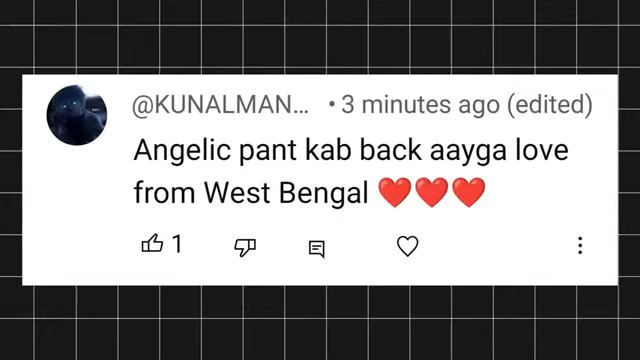 @KUNALMAN... • 3 minutes ago (edited)
Angelic pant kab back aayga love
from West Bengal ❤️❤️❤️
1